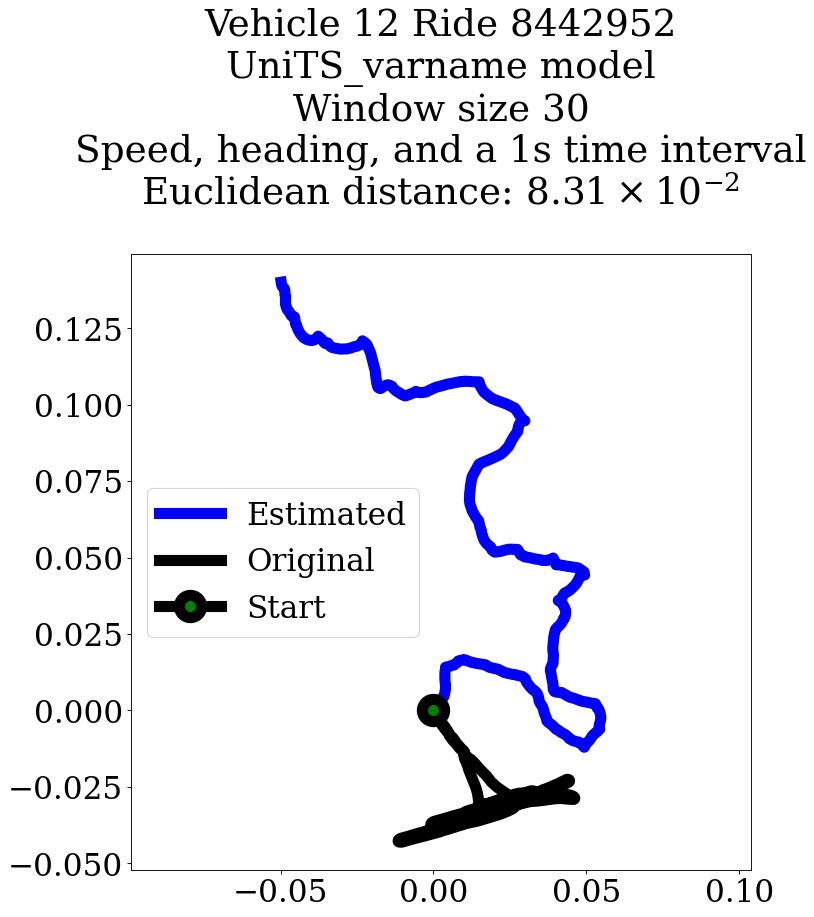 Vehicle 12 Ride 8442952
UniTS_varname model
Window size 30
Speed, heading, and a 1s time interval
Euclidean distance: 8.31 × 10⁻²
0.125
0.100
0.075
0.050
0.025
0.000
−0.025
−0.050
Estimated
Original
Start
−0.05
0.00
0.05
0.10